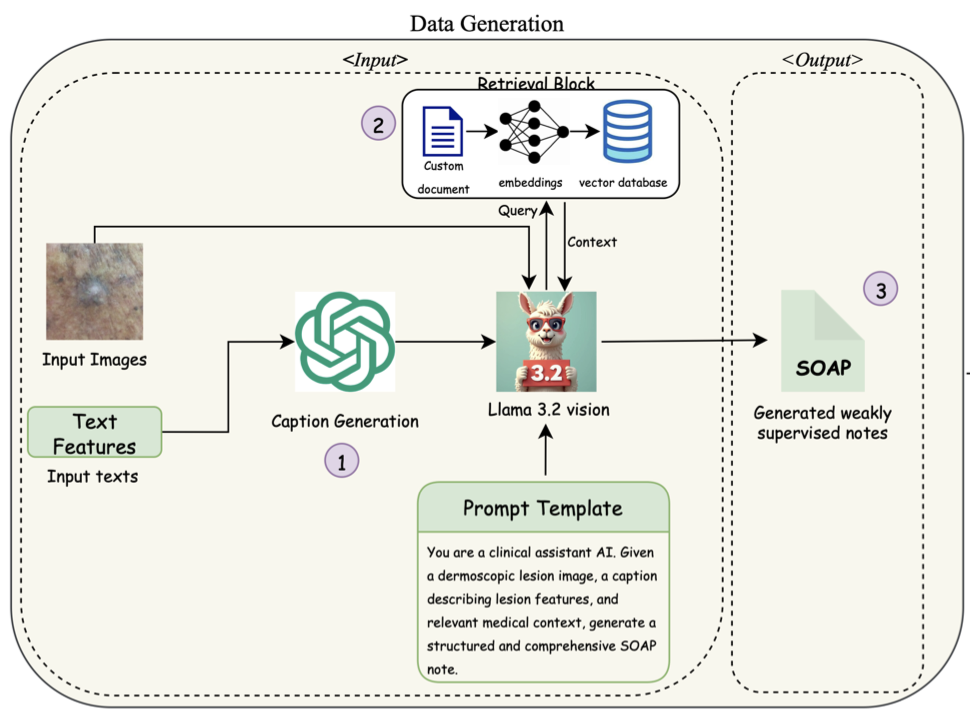 Data Generation
<Input>
<Output>
Retrieval Block
2
Custom
document
embeddings
vector database
Query
Context
3
Input Images
3.2
SOAP
Text
Features
Input texts
Caption Generation
1
Llama 3.2 vision
Generated weakly
supervised notes
Prompt Template
You are a clinical assistant AI. Given
a dermoscopic lesion image, a caption
describing lesion features, and
relevant medical context, generate a
structured and comprehensive SOAP
note.